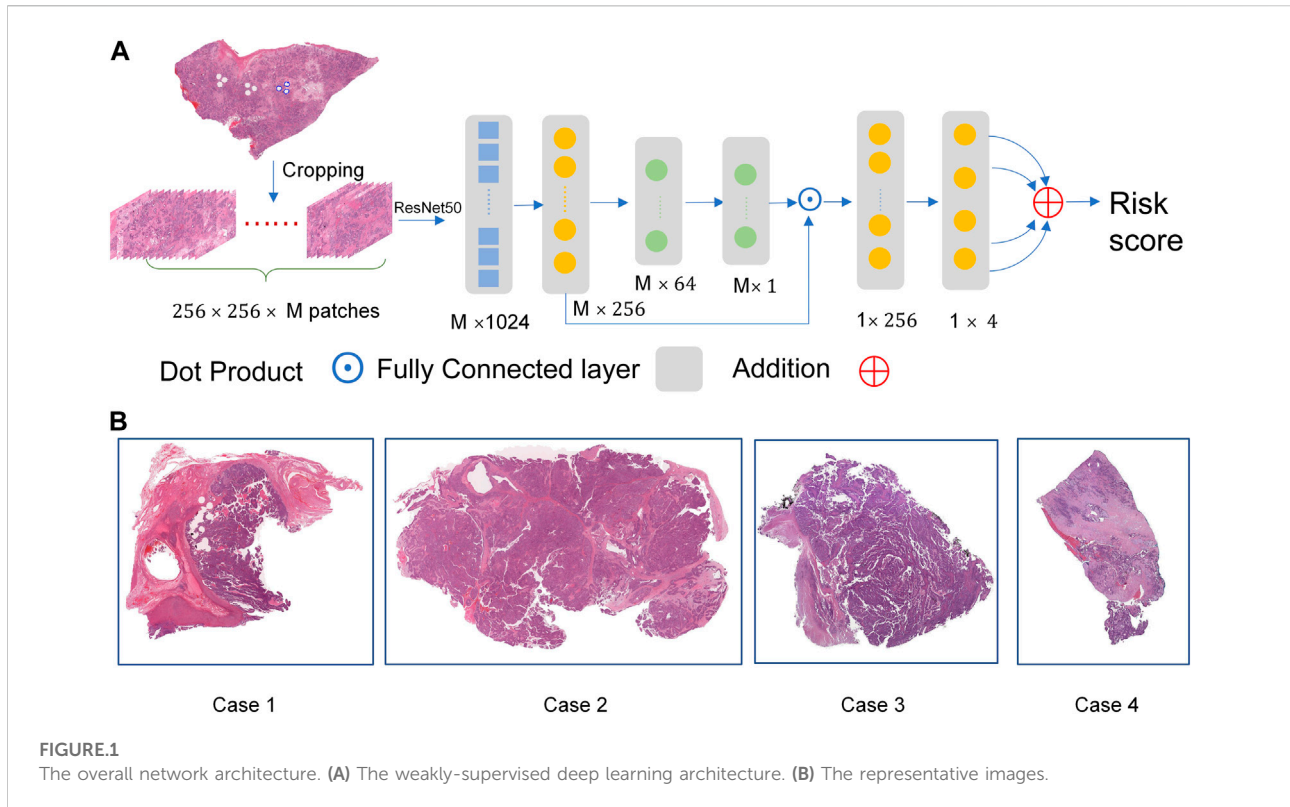 A
Cropping
ResNet50
256 × 256 × M patches
M ×1024
M × 256
M × 64
M× 1
1× 256
1 × 4
Risk
score
Dot Product Fully Connected layer Addition
B
Case 1 Case 2 Case 3 Case 4
FIGURE.1
The overall network architecture. (A) The weakly-supervised deep learning architecture. (B) The representative images.